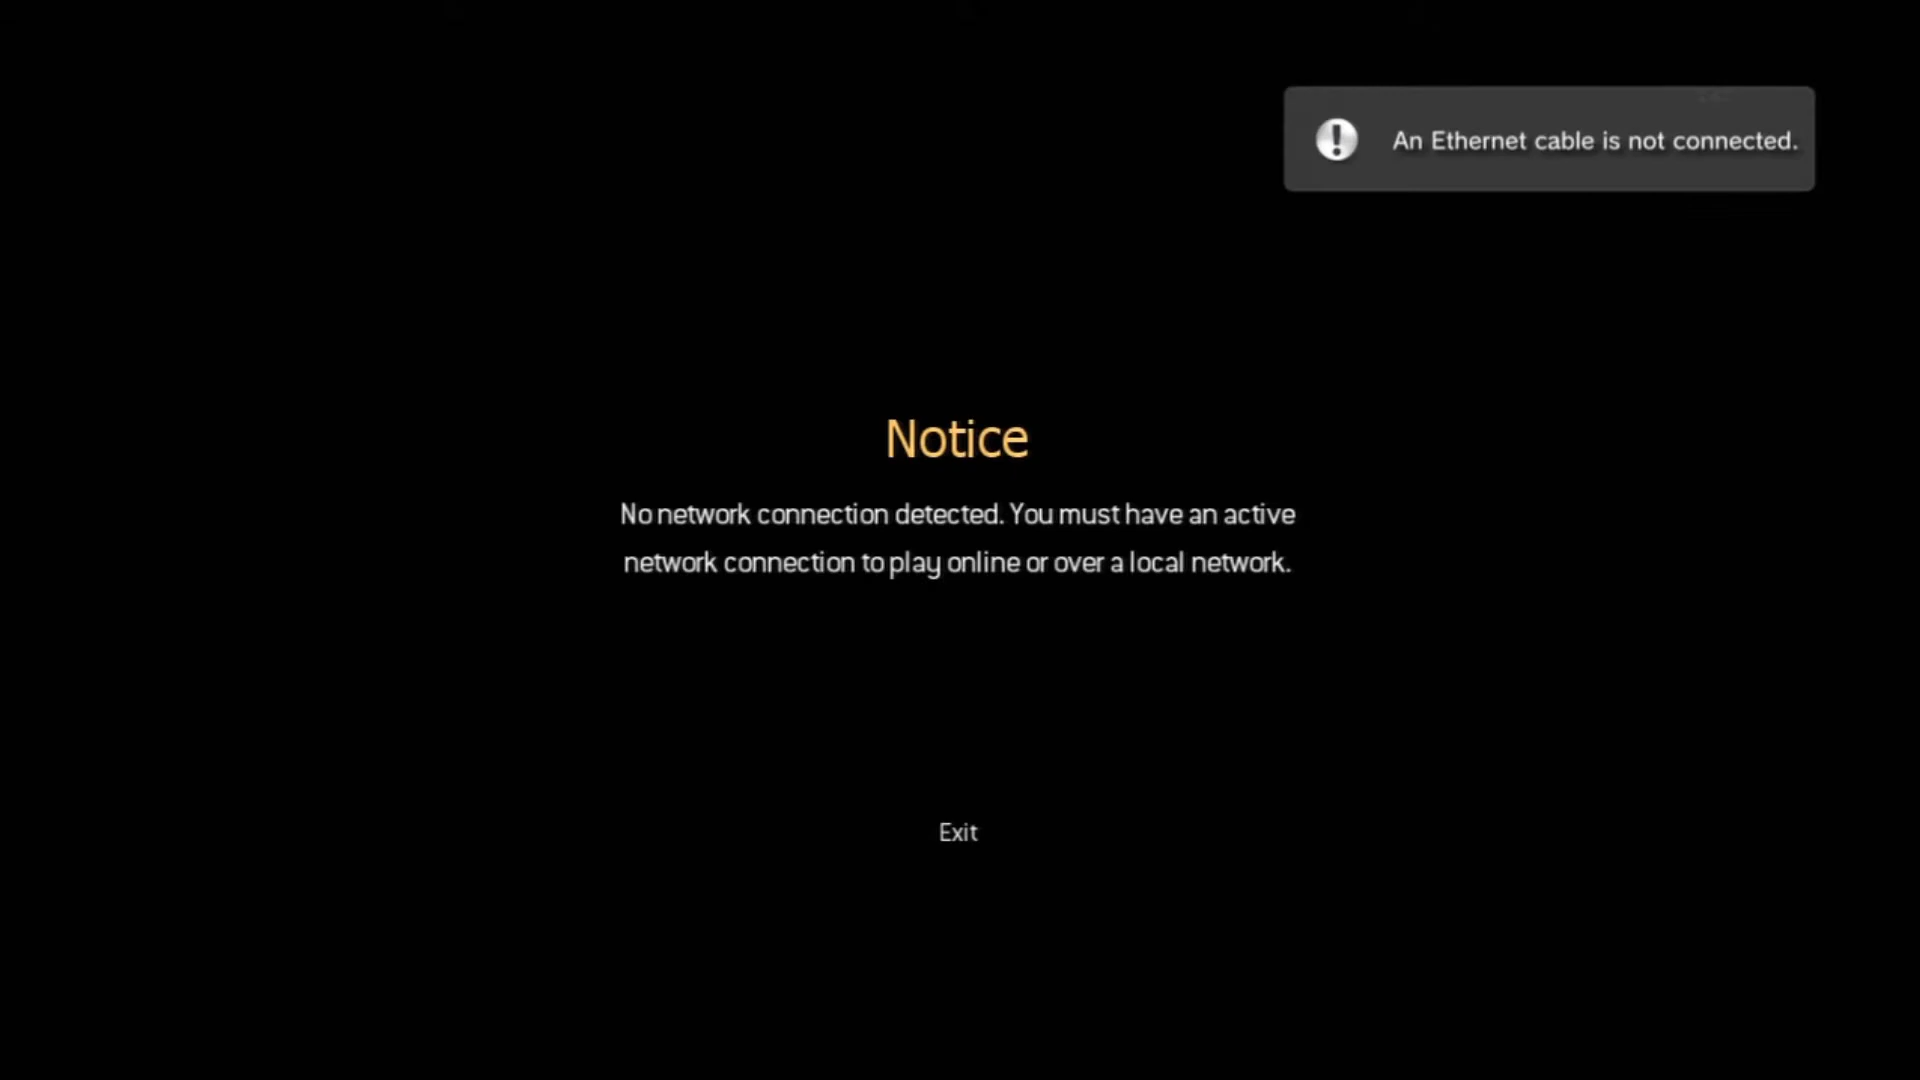 An Ethernet cable is not connected.
Notice
No network connection detected. You must have an active
network connection to play online or over a local network.
Exit